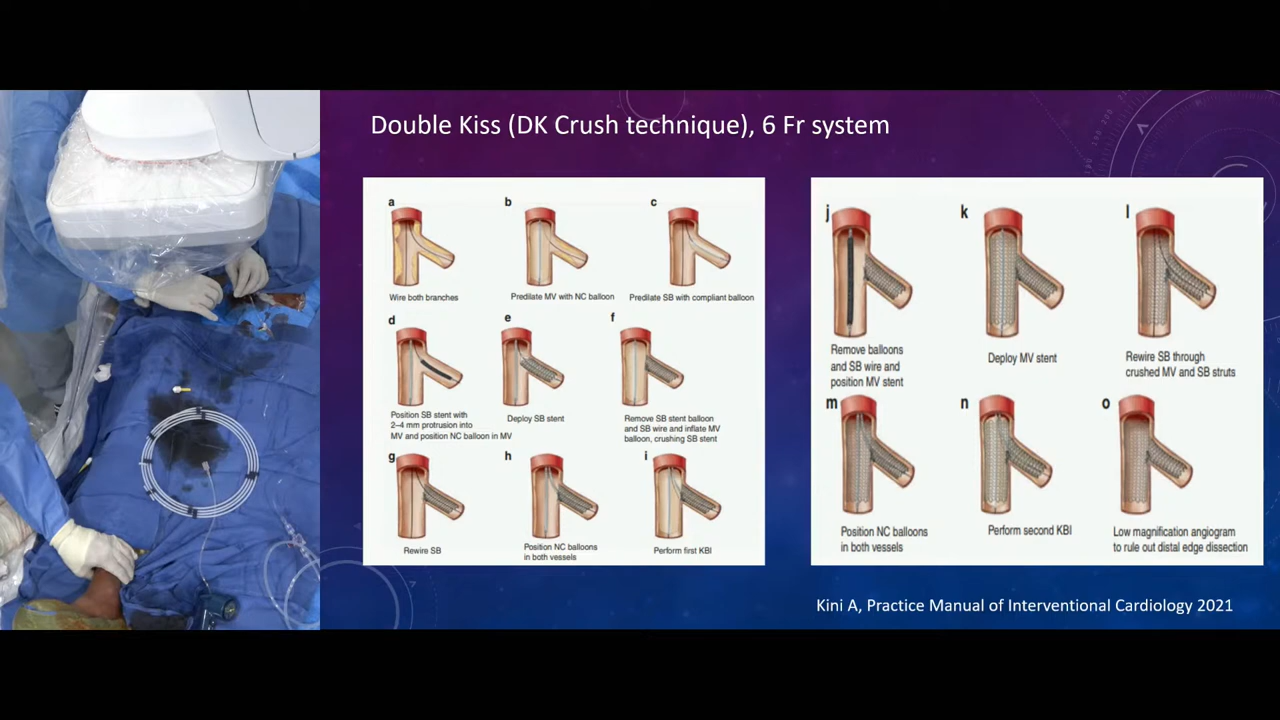 Double Kiss (DK Crush technique), 6 Fr system
a
b
c
Wire both branches
Predilate MV with NC balloon
Predilate SB with compliant balloon
d
e
f
Position SB stent with
2–4 mm protrusion into
MV and position NC balloon in MV
Deploy SB stent
Remove SB stent balloon
and SB wire and inflate MV
balloon, crushing SB stent
g
h
i
Rewire SB
Position NC balloons
in both vessels
Perform first KBI
j
k
l
Remove balloons
and SB wire and
position MV stent
Deploy MV stent
Rewire SB through
crushed MV and SB struts
m
n
o
Position NC balloons
in both vessels
Perform second KBI
Low magnification angiogram
to rule out distal edge dissection
Kini A, Practice Manual of Interventional Cardiology 2021